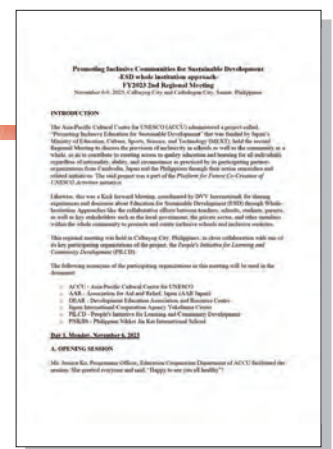 Promoting Inclusive Communities for Sustainable Development
-ESD whole institution approach-
FY2023 2nd Regional Meeting
November 6-9, 2023, Calbayog City and Catbalogan City, Samar, Philippines
INTRODUCTION
The Asia-Pacific Cultural Centre for UNESCO (ACCU) administered a project called,
"Promoting Inclusive Education for Sustainable Development" that was funded by Japan's
Ministry of Education, Culture, Sports, Science, and Technology (MEXT), held the second
Regional Meeting to discuss the provision of inclusivity in schools as well as the community as a
whole, so as to contribute to creating access to quality education and learning for all individuals
regardless of nationality, ability, and circumstance as practiced by its participating partner-
organizations from Cambodia, Japan and the Philippines through their action researches and
related initiatives. The said project was a part of the Platform for Future Co-Creation of
UNESCO Activities initiative.
Likewise, this was a Kick-forward Meeting, coordinated by DVV International, for sharing
experiences and discussions about Education for Sustainable Development (ESD) through Whole-
Institution Approaches like the collaborative efforts between teachers, schools, students, parents,
as well as key stakeholders such as the local government, the private sector, and other members
within the whole community to promote and create inclusive schools and inclusive societies.
This regional meeting was held in Calbayog City, Philippines, in close collaboration with one of
its key participating organizations of the project, the People's Initiative for Learning and
Community Development (PILCD).
The following acronyms of the participating organizations in this meeting will be used in the
document:
○ ACCU - Asia-Pacific Cultural Centre for UNESCO
○ AAR - Association for Aid and Relief, Japan (AAR Japan)
○ DEAR - Development Education Association and Resource Centre
○ Japan International Cooperation Agency Yokohama Centre
○ PILCD - People's Initiative for Learning and Community Development
○ PNKJIS - Philippine Nikkei Jin Kai International School
Day 1, Monday, November 6, 2023
A. OPENING SESSION
session. She greeted everyone and said, "Happy to see you all healthy"!